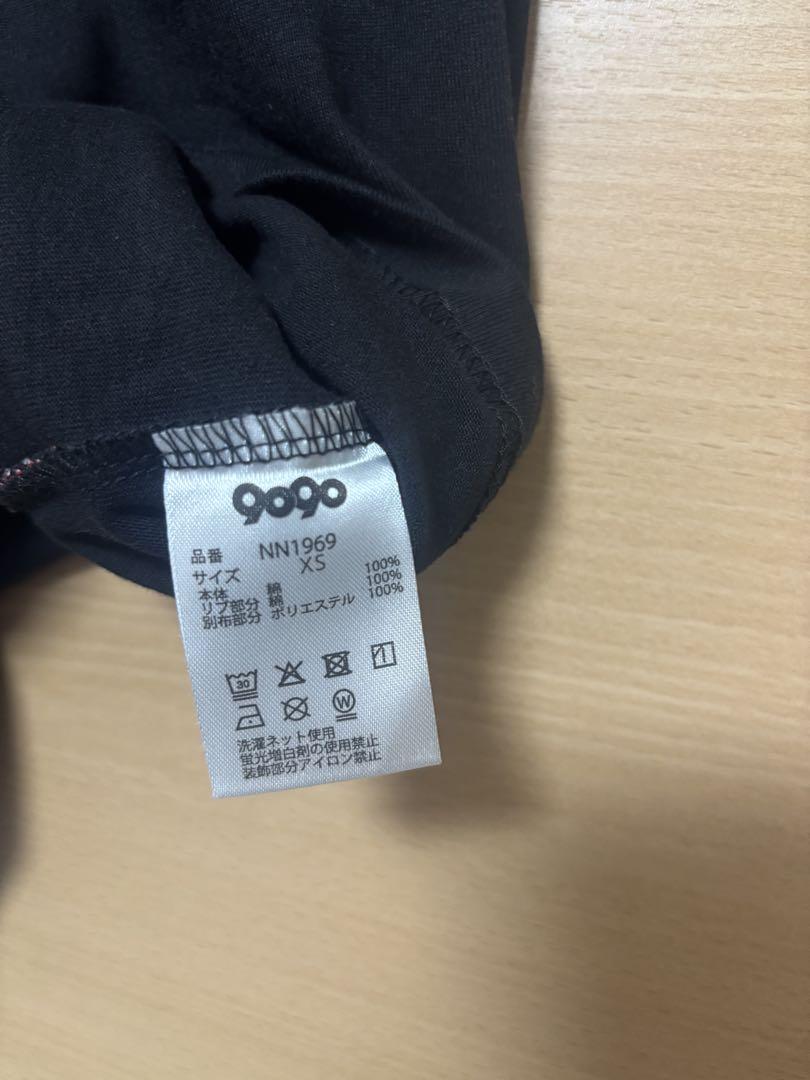 9090
品番 NN1969
サイズ XS
本体 綿 100%
リブ部分 綿 100%
別布部分 ポリエステル 100%
30
W
洗濯ネット使用
蛍光増白剤の使用禁止
装飾部分アイロン禁止